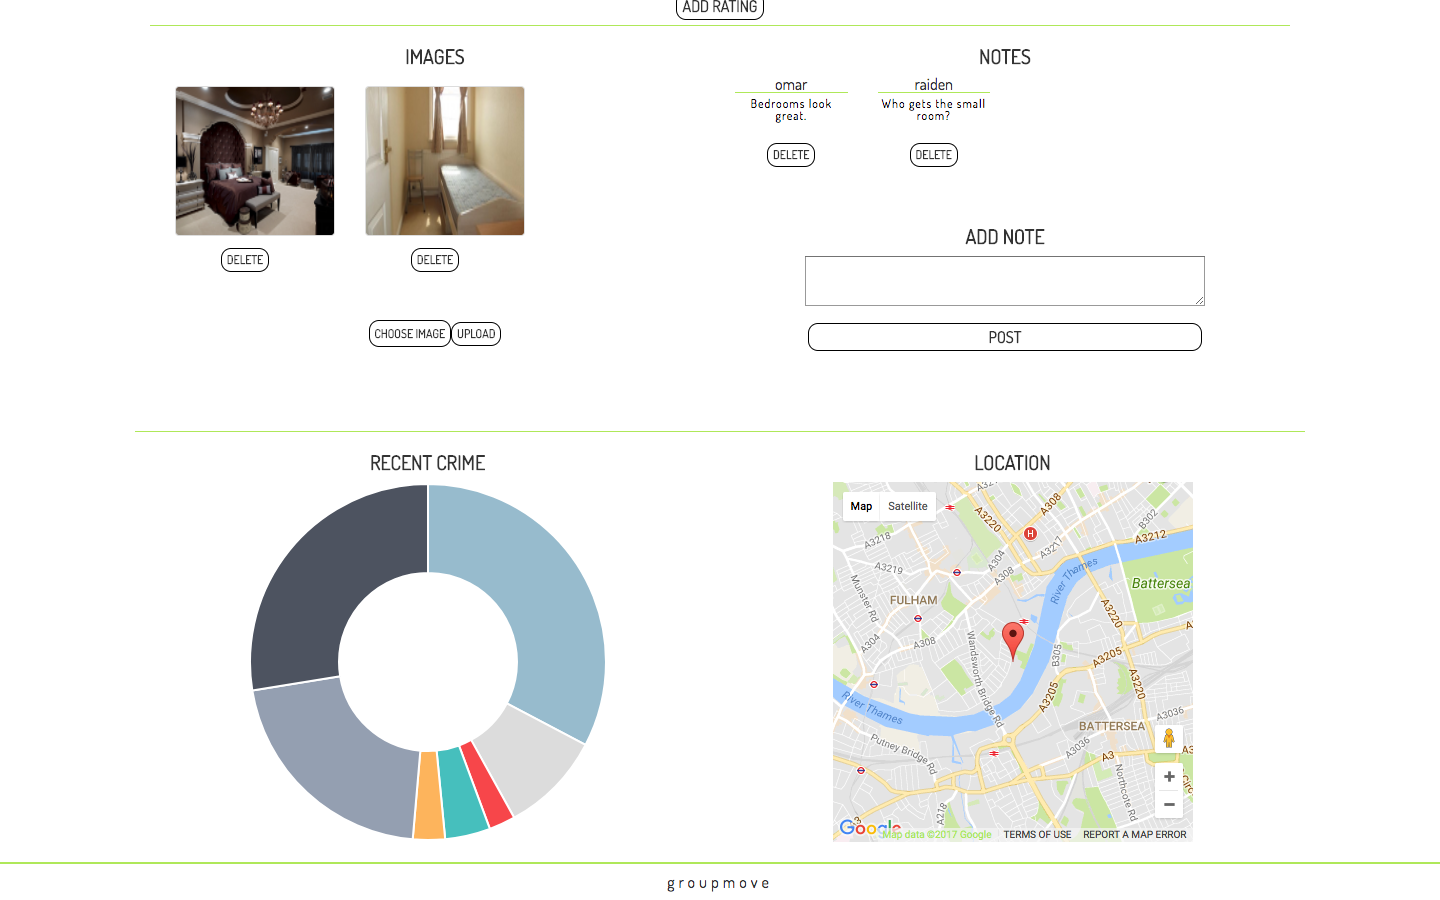 ADD RATING
IMAGES
NOTES
omar
raiden
Bedrooms look
great.
Who gets the small
room?
DELETE
DELETE
DELETE
DELETE
ADD NOTE
CHOOSE IMAGE
UPLOAD
POST
RECENT CRIME
LOCATION
Map
Satellite
A32
A308
A3220
B302
A3218
A3217
A3212
A304
A3219
A308
River Thames
Battersea
Munster Rd
FULHAM
A3220
A3
A304
A308
Wandsworth Bridge Rd
B305
A3205
A3205
A3220
River Thames
A3036
BATTERSEA
Putney Bridge Rd
A3036
A3
A3
Northcote Rd
Circ
A218
Google
Map data ©2017 Google
TERMS OF USE
REPORT A MAP ERROR
groupmove